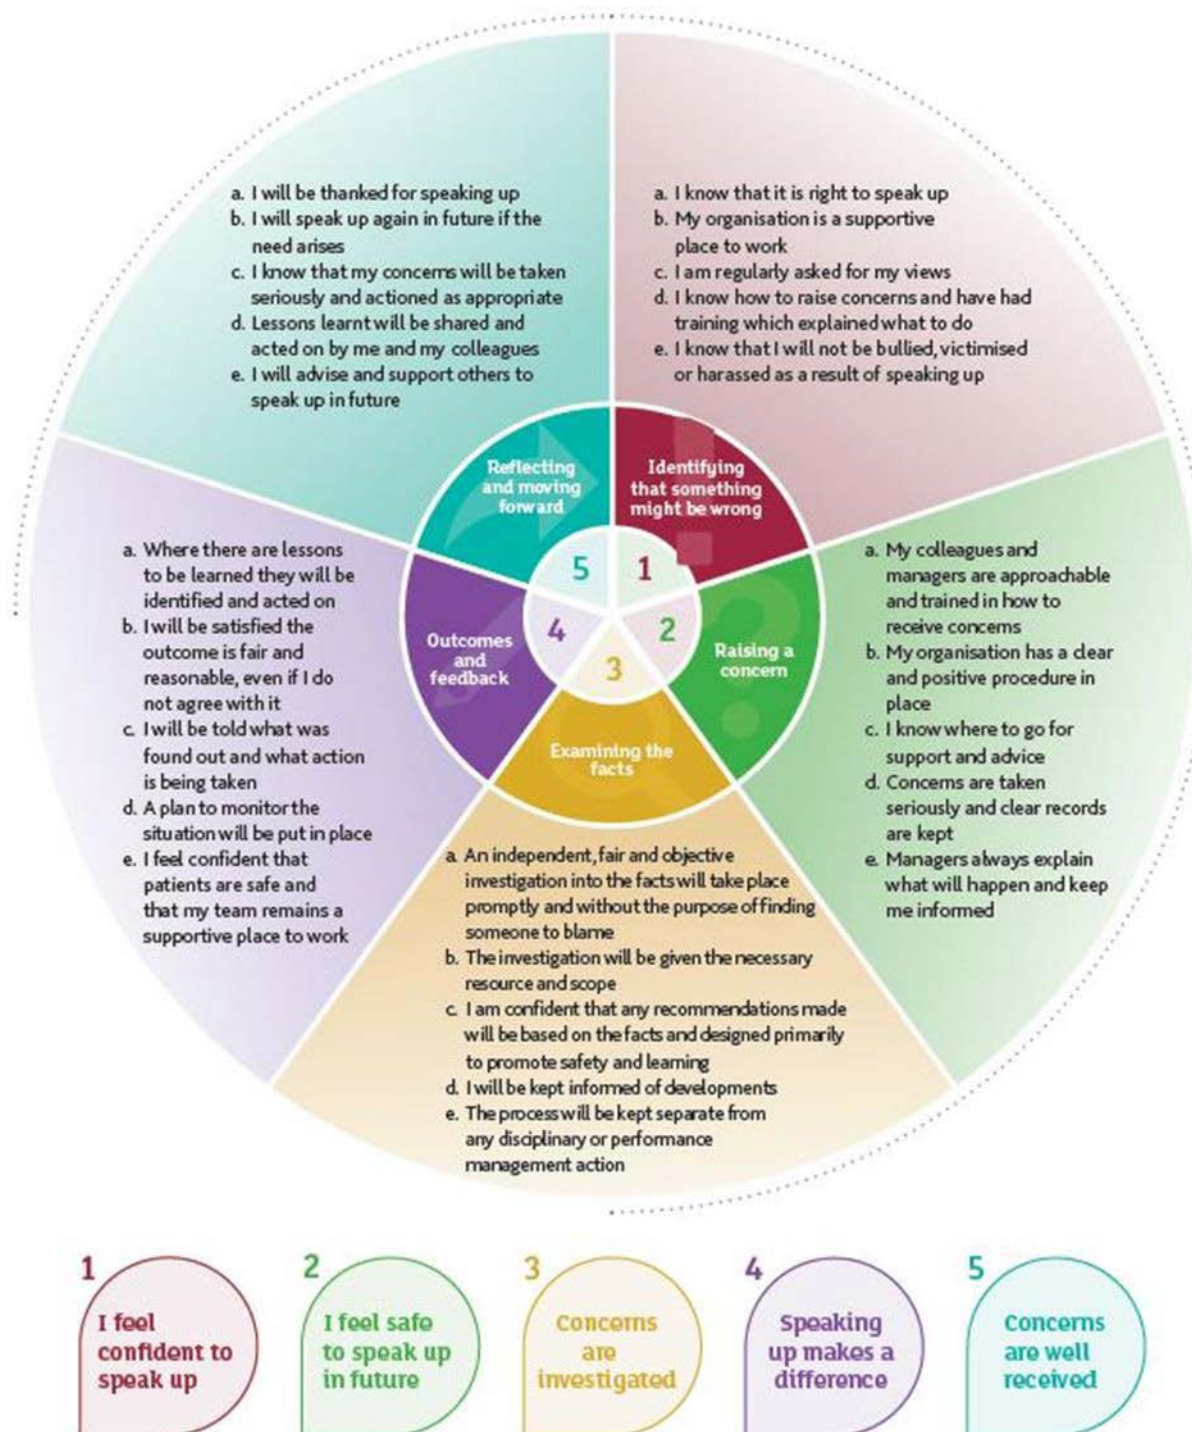 a. I will be thanked for speaking up
b. I will speak up again in future if the
need arises
c. I know that my concerns will be taken
seriously and actioned as appropriate
d. Lessons learnt will be shared and
acted on by me and my colleagues
e. I will advise and support others to
speak up in future
a. I know that it is right to speak up
b. My organisation is a supportive
place to work
c. I am regularly asked for my views
d. I know how to raise concerns and have had
training which explained what to do
e. I know that I will not be bullied, victimised
or harassed as a result of speaking up
Reflecting
and moving
forward
Identifying
that something
might be wrong
5
1
4
2
3
Outcomes
and
feedback
Raising a
concern
Examining the
facts
a. Where there are lessons
to be learned they will be
identified and acted on
b. I will be satisfied the
outcome is fair and
reasonable, even if I do
not agree with it
c. I will be told what was
found out and what action
is being taken
d. A plan to monitor the
situation will be put in place
e. I feel confident that
patients are safe and
that my team remains a
supportive place to work
a. My colleagues and
managers are approachable
and trained in how to
receive concerns
b. My organisation has a clear
and positive procedure in
place
c. I know where to go for
support and advice
d. Concerns are taken
seriously and clear records
are kept
e. Managers always explain
what will happen and keep
me informed
a. An independent, fair and objective
investigation into the facts will take place
promptly and without the purpose of finding
someone to blame
b. The investigation will be given the necessary
resource and scope
c. I am confident that any recommendations made
will be based on the facts and designed primarily
to promote safety and learning
d. I will be kept informed of developments
e. The process will be kept separate from
any disciplinary or performance
management action
1
I feel
confident to
speak up
2
I feel safe
to speak up
in future
3
Concerns
are
investigated
4
Speaking
up makes a
difference
5
Concerns
are well
received